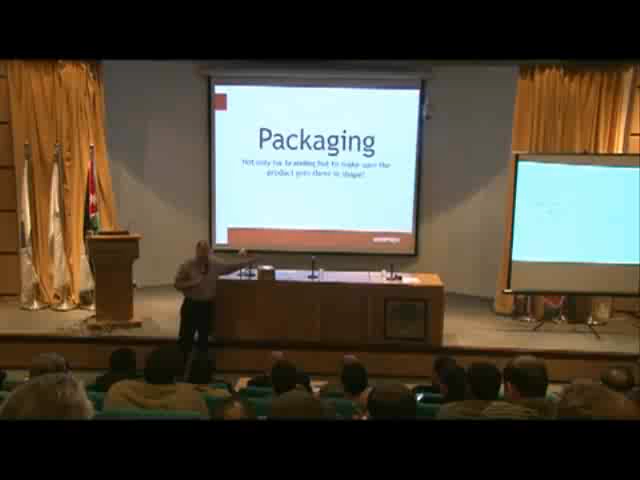 Packaging
Not only for branding but to make sure the
product gets there in shape!